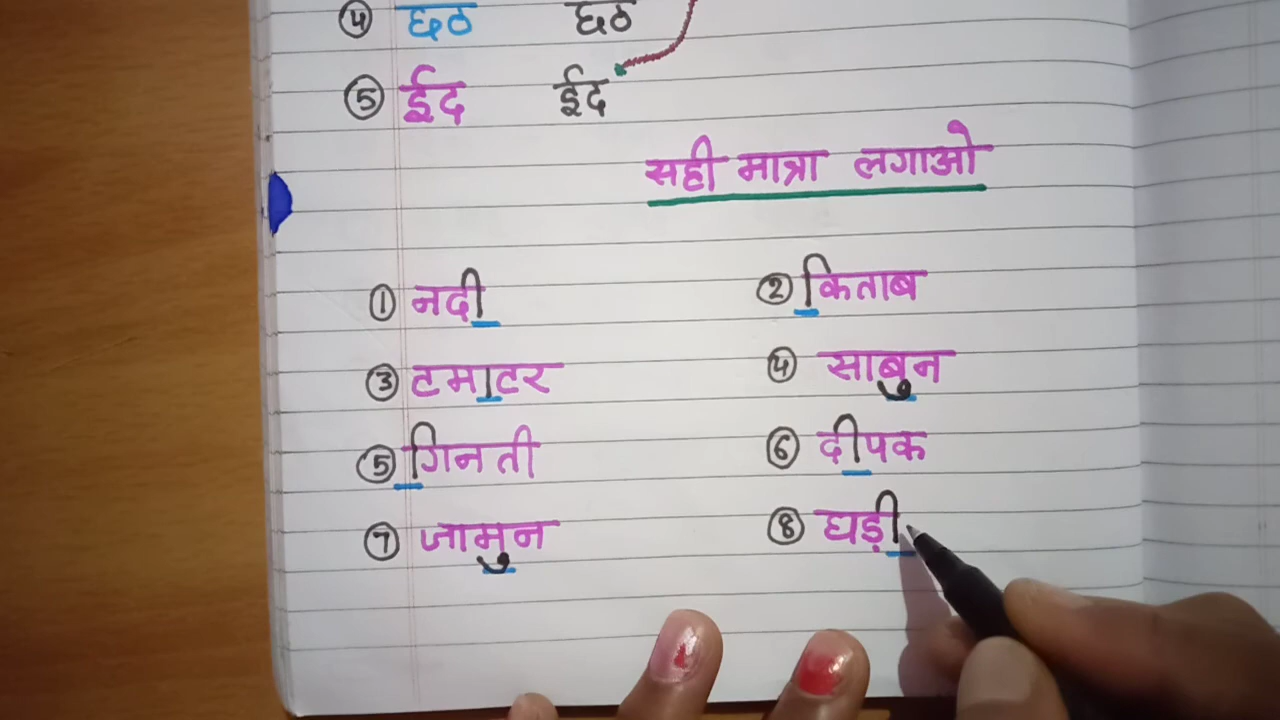 ④ छठ छठ
⑤ ईद ईद
सही मात्रा लगाओ
① नदी ② किताब
③ टमाटर ④ साबुन
⑤ गिनती ⑥ दीपक
⑦ जामुन ⑧ घड़ी